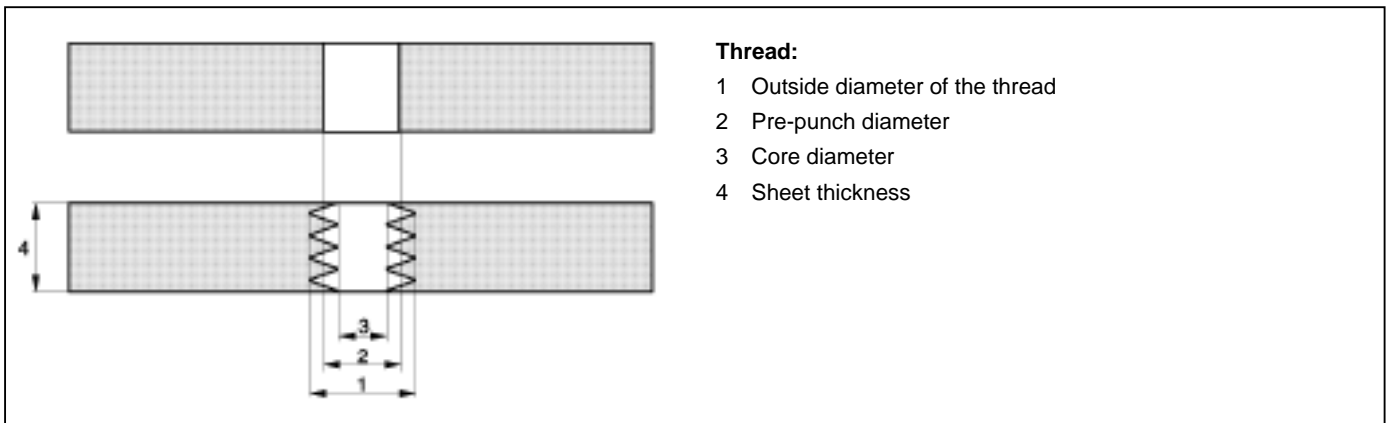 Thread:
1 Outside diameter of the thread
2 Pre-punch diameter
3 Core diameter
4 Sheet thickness
4
3
2
1